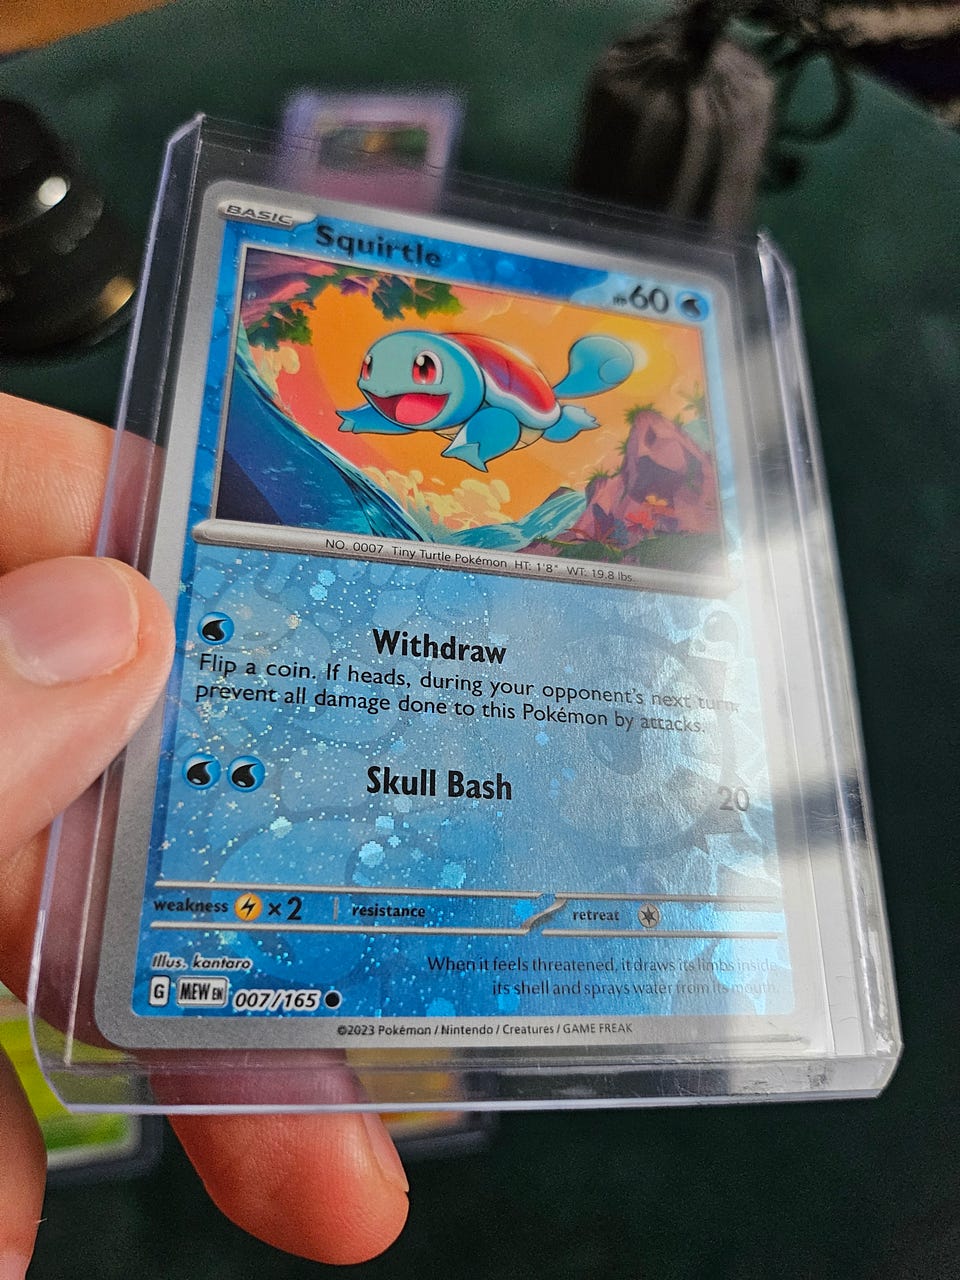 BASIC
Squirtle
HP 60
NO. 0007 Tiny Turtle Pokémon HT: 1'8" WT: 19.8 lbs.
Withdraw
Flip a coin. If heads, during your opponent's next turn,
prevent all damage done to this Pokémon by attacks.
Skull Bash 20
weakness ×2 resistance retreat
Illus. kantaro
When it feels threatened, it draws its limbs inside
its shell and sprays water from its mouth.
G MEW EN 007/165
©2023 Pokémon / Nintendo / Creatures / GAME FREAK